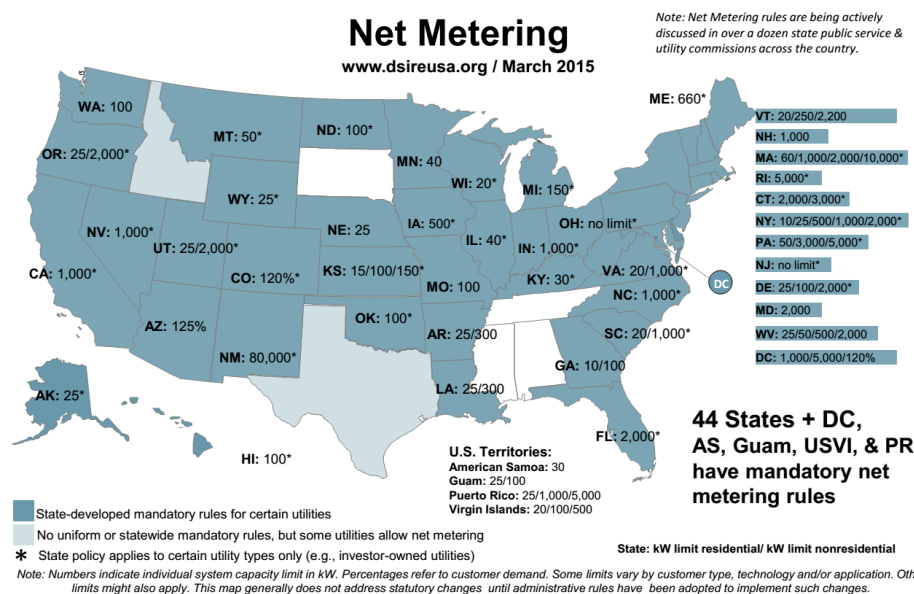 Net Metering
www.dsireusa.org / March 2015
Note: Net Metering rules are being actively
discussed in over a dozen state public service &
utility commissions across the country.
WA: 100
OR: 25/2,000*
MT: 50*
ND: 100*
MN: 40
WI: 20*
MI: 150*
ME: 660*
WY: 25*
NE: 25
IA: 500*
IL: 40*
IN: 1,000*
OH: no limit*
NV: 1,000*
UT: 25/2,000*
CO: 120%*
KS: 15/100/150*
MO: 100
KY: 30*
VA: 20/1,000*
CA: 1,000*
AZ: 125%
NM: 80,000*
OK: 100*
AR: 25/300
NC: 1,000*
SC: 20/1,000*
GA: 10/100
LA: 25/300
FL: 2,000*
AK: 25*
HI: 100*
DC
VT: 20/250/2,200
NH: 1,000
MA: 60/1,000/2,000/10,000*
RI: 5,000*
CT: 2,000/3,000*
NY: 10/25/500/1,000/2,000*
PA: 50/3,000/5,000*
NJ: no limit*
DE: 25/100/2,000*
MD: 2,000
WV: 25/50/500/2,000
DC: 1,000/5,000/120%
U.S. Territories:
American Samoa: 30
Guam: 25/100
Puerto Rico: 25/1,000/5,000
Virgin Islands: 20/100/500
44 States + DC,
AS, Guam, USVI, & PR
have mandatory net
metering rules
State-developed mandatory rules for certain utilities
No uniform or statewide mandatory rules, but some utilities allow net metering
* State policy applies to certain utility types only (e.g., investor-owned utilities)
State: kW limit residential/ kW limit nonresidential
Note: Numbers indicate individual system capacity limit in kW. Percentages refer to customer demand. Some limits vary by customer type, technology and/or application. Oth
limits might also apply. This map generally does not address statutory changes until administrative rules have been adopted to implement such changes.